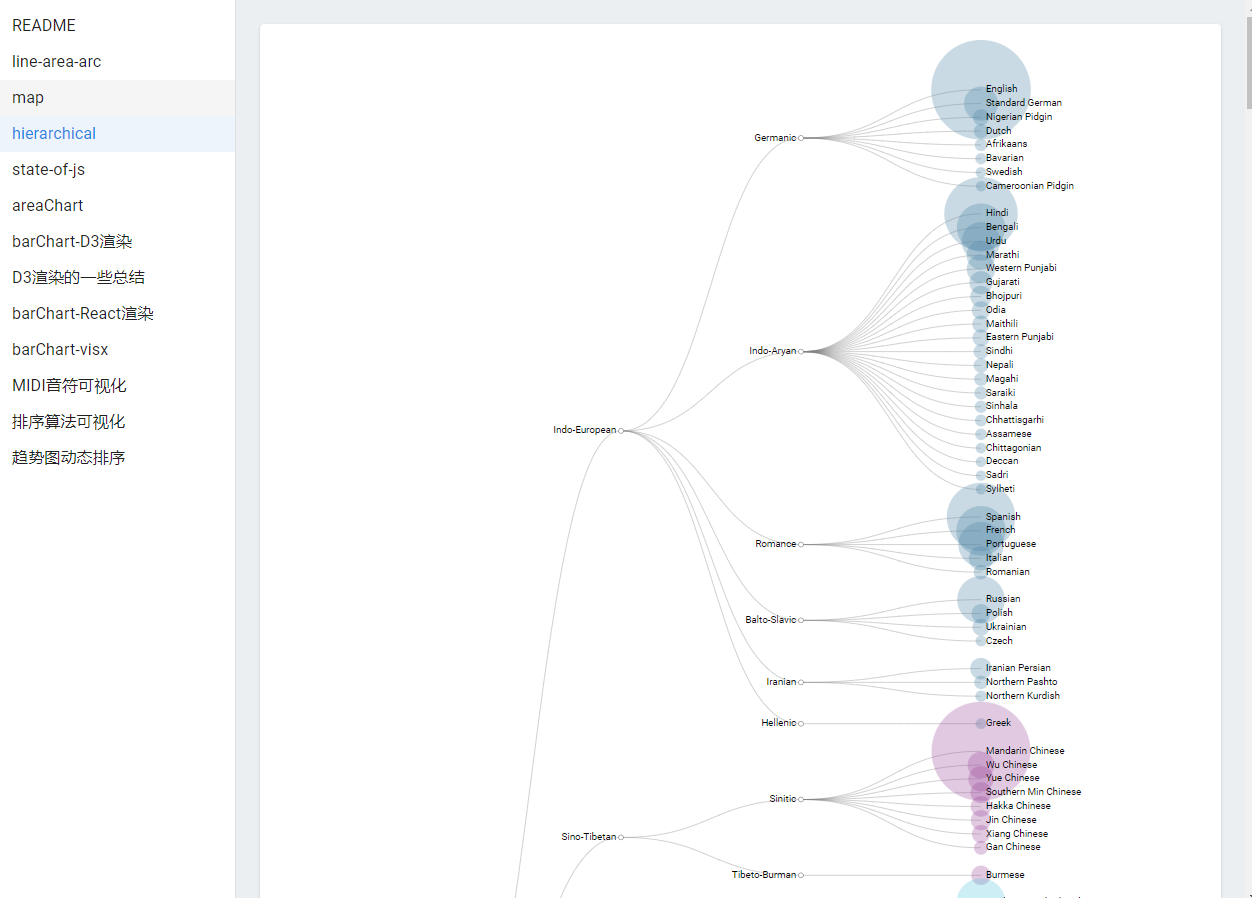 README
line-area-arc
map
hierarchical
state-of-js
areaChart
barChart-D3渲染
D3渲染的一些总结
barChart-React渲染
barChart-visx
MIDI音符可视化
排序算法可视化
趋势图动态排序
English
Standard German
Nigerian Pidgin
Dutch
Germanic
Afrikaans
Bavarian
Swedish
Cameroonian Pidgin
Hindi
Bengali
Urdu
Marathi
Western Punjabi
Gujarati
Bhojpuri
Odia
Maithili
Eastern Punjabi
Indo-Aryan
Sindhi
Nepali
Magahi
Saraiki
Sinhala
Chhattisgarhi
Indo-European
Assamese
Chittagonian
Deccan
Sadri
Sylheti
Spanish
French
Romance
Portuguese
Italian
Romanian
Russian
Polish
Balto-Slavic
Ukrainian
Czech
Iranian Persian
Iranian
Northern Pashto
Northern Kurdish
Hellenic
Greek
Mandarin Chinese
Wu Chinese
Yue Chinese
Southern Min Chinese
Sinitic
Hakka Chinese
Jin Chinese
Xiang Chinese
Sino-Tibetan
Gan Chinese
Tibeto-Burman
Burmese